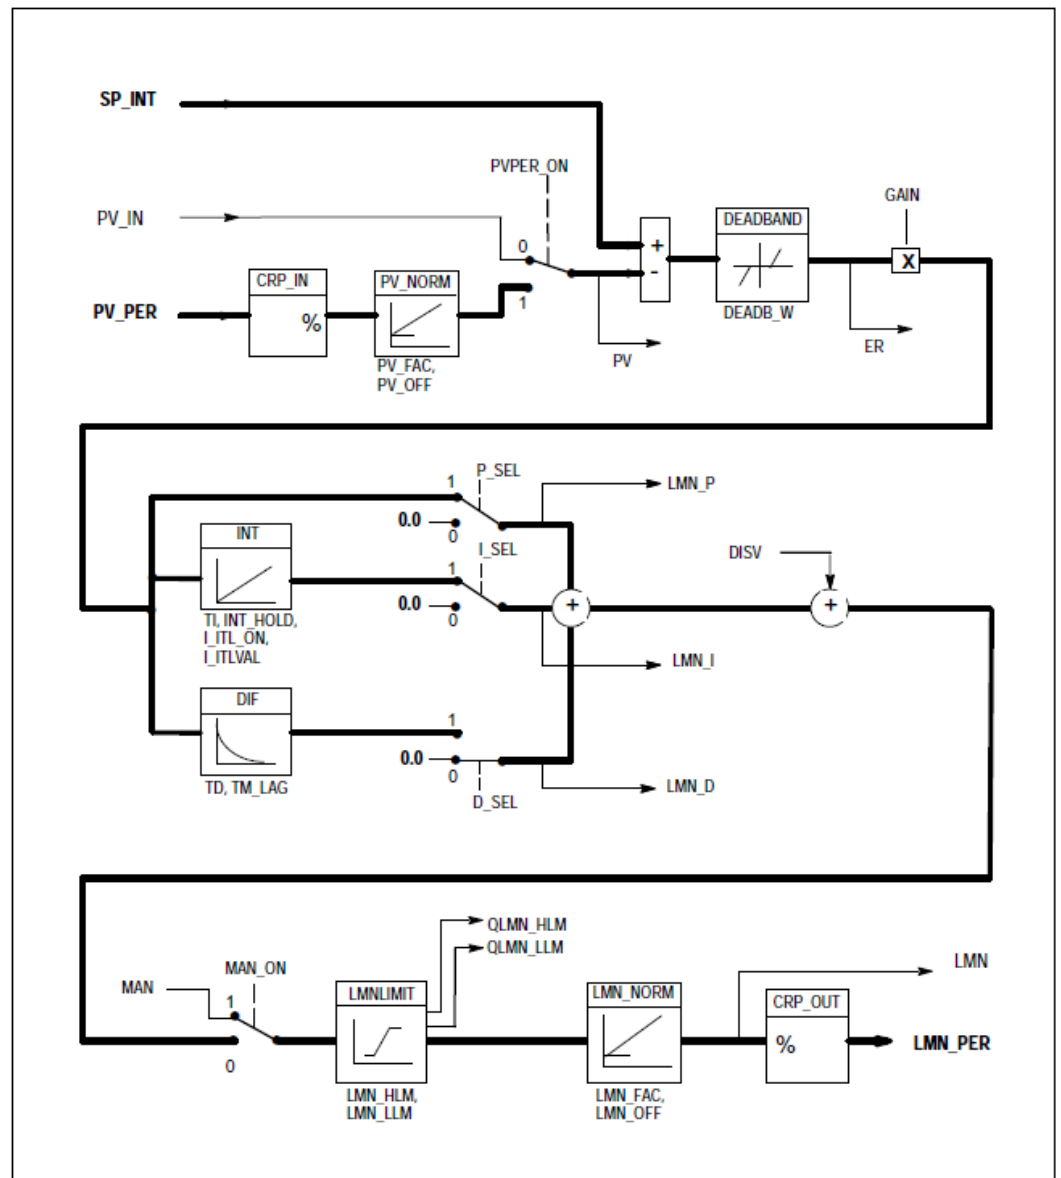 SP_INT
PVPER_ON
GAIN
PV_IN
DEADBAND
0
+
-
X
CRP_IN
PV_NORM
PV_PER
%
1
DEADB_W
ER
PV
PV_FAC,
PV_OFF
P_SEL
1
LMN_P
0.0
0
INT
I_SEL
DISV
1
0.0
+
+
0
TI, INT_HOLD,
I_ITL_ON,
I_ITLVAL
LMN_I
DIF
1
0.0
0
TD, TM_LAG
D_SEL
LMN_D
QLMN_HLM
QLMN_LLM
MAN_ON
LMN
MAN
LMNLIMIT
LMN_NORM
CRP_OUT
1
%
LMN_PER
0
LMN_HLM,
LMN_LLM
LMN_FAC,
LMN_OFF